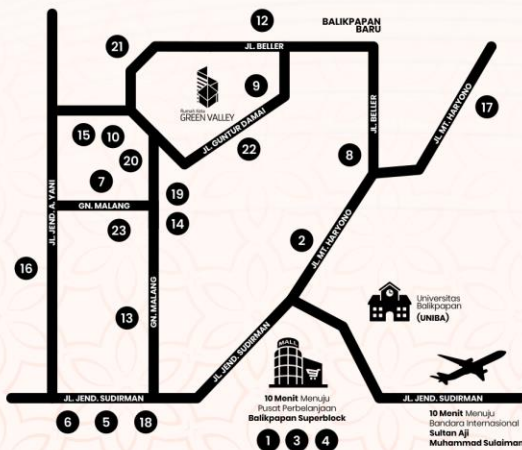 12
BALIKPAPAN
BARU
21
JL. BELLER
9
GREEN VALLEY
JL. GUNTUR DAMAI
JL. BELLER
JL. MT. HARYONO
17
15
10
20
22
8
7
19
GN. MALANG
14
23
JL. JEND. A. YANI
2
JL. MT. HARYONO
16
13
GN. MALANG
Universitas
Balikpapan
(UNIBA)
JL. JEND. SUDIRMAN
MALL
JL. JEND. SUDIRMAN
JL. JEND. SUDIRMAN
6
5
18
10 Menit Menuju
Pusat Perbelanjaan
Balikpapan Superblock
1
3
4
10 Menit Menuju
Bandara Internasional
Sultan Aji
Muhammad Sulaiman